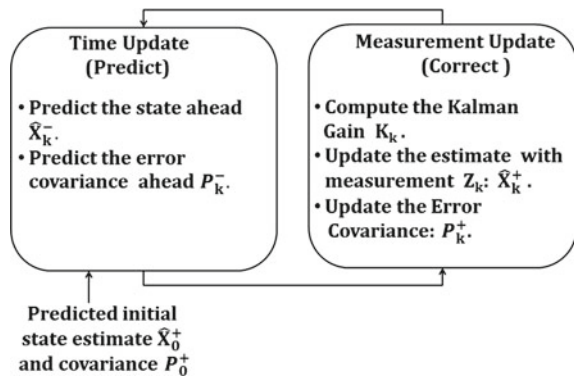 Time Update
(Predict)
• Predict the state ahead
X̂ₖ⁻.
• Predict the error
covariance ahead Pₖ⁻.
Measurement Update
(Correct )
• Compute the Kalman
Gain Kₖ.
• Update the estimate with
measurement Zₖ: X̂ₖ⁺.
• Update the Error
Covariance: Pₖ⁺.
Predicted initial
state estimate X̂₀⁺
and covariance P₀⁺